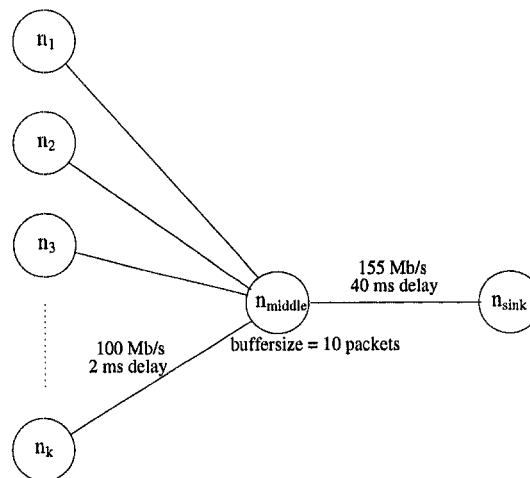 n1
n2
n3
155 Mb/s
40 ms delay
nmiddle
nsink
buffersize = 10 packets
100 Mb/s
2 ms delay
nk